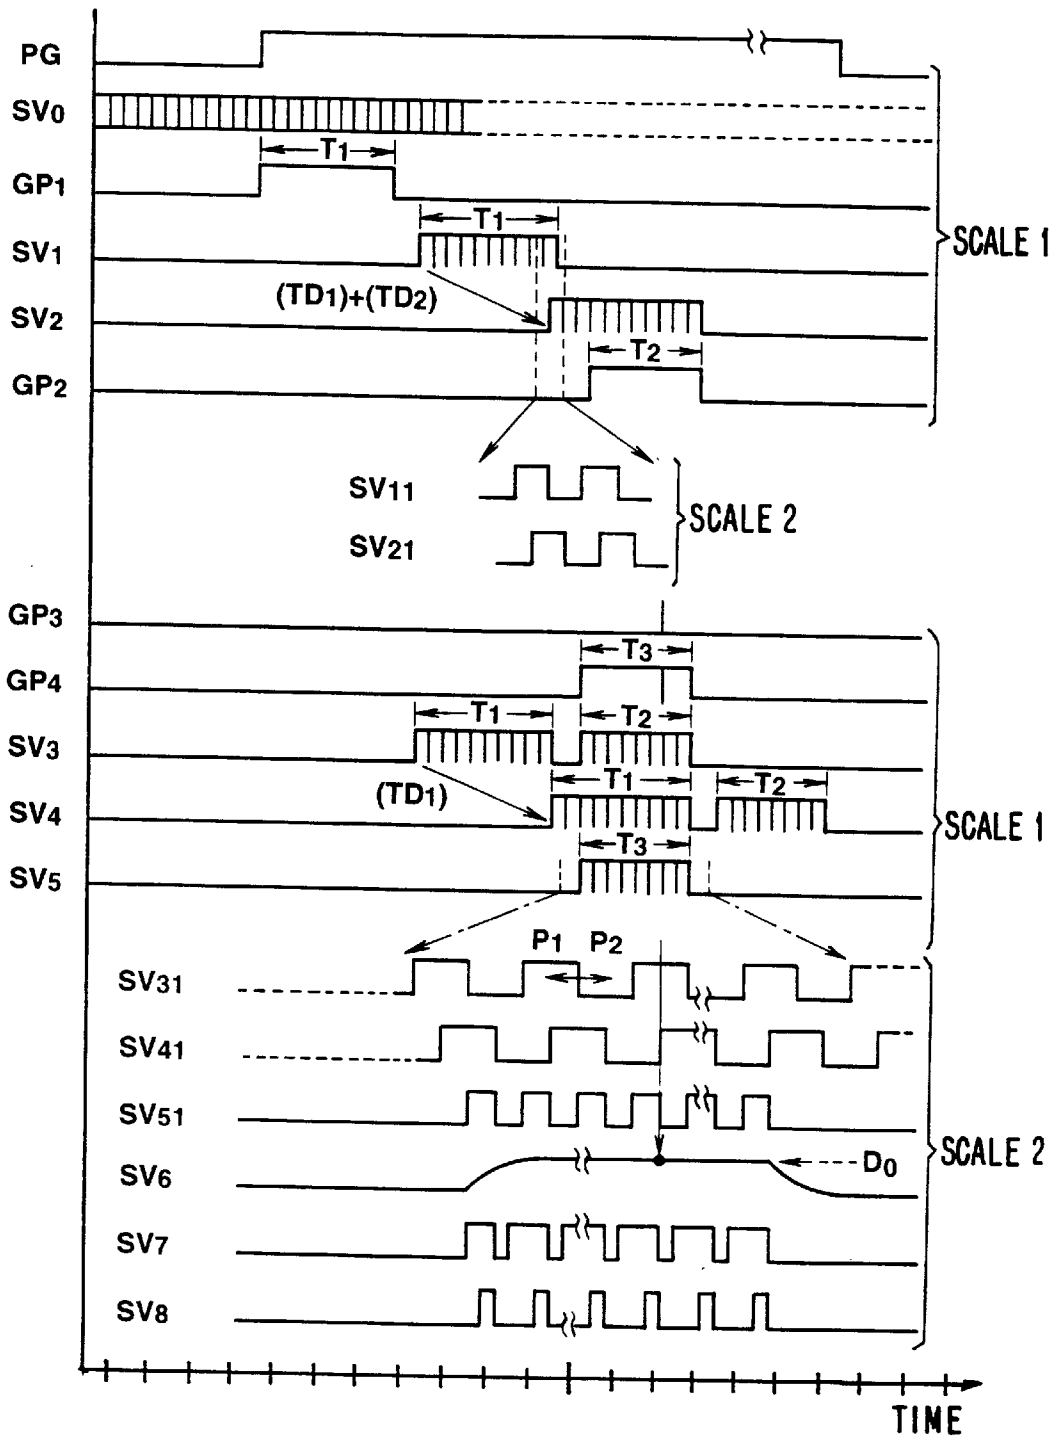 PG
SV0
T1
GP1
T1
SV1
SCALE 1
(TD1)+(TD2)
SV2
T2
GP2
SV11
SCALE 2
SV21
GP3
T3
GP4
T1 T2
SV3
T1 T2
(TD1)
SV4
SCALE 1
T3
SV5
P1 P2
SV31
SV41
SV51
SCALE 2
D0
SV6
SV7
SV8
TIME